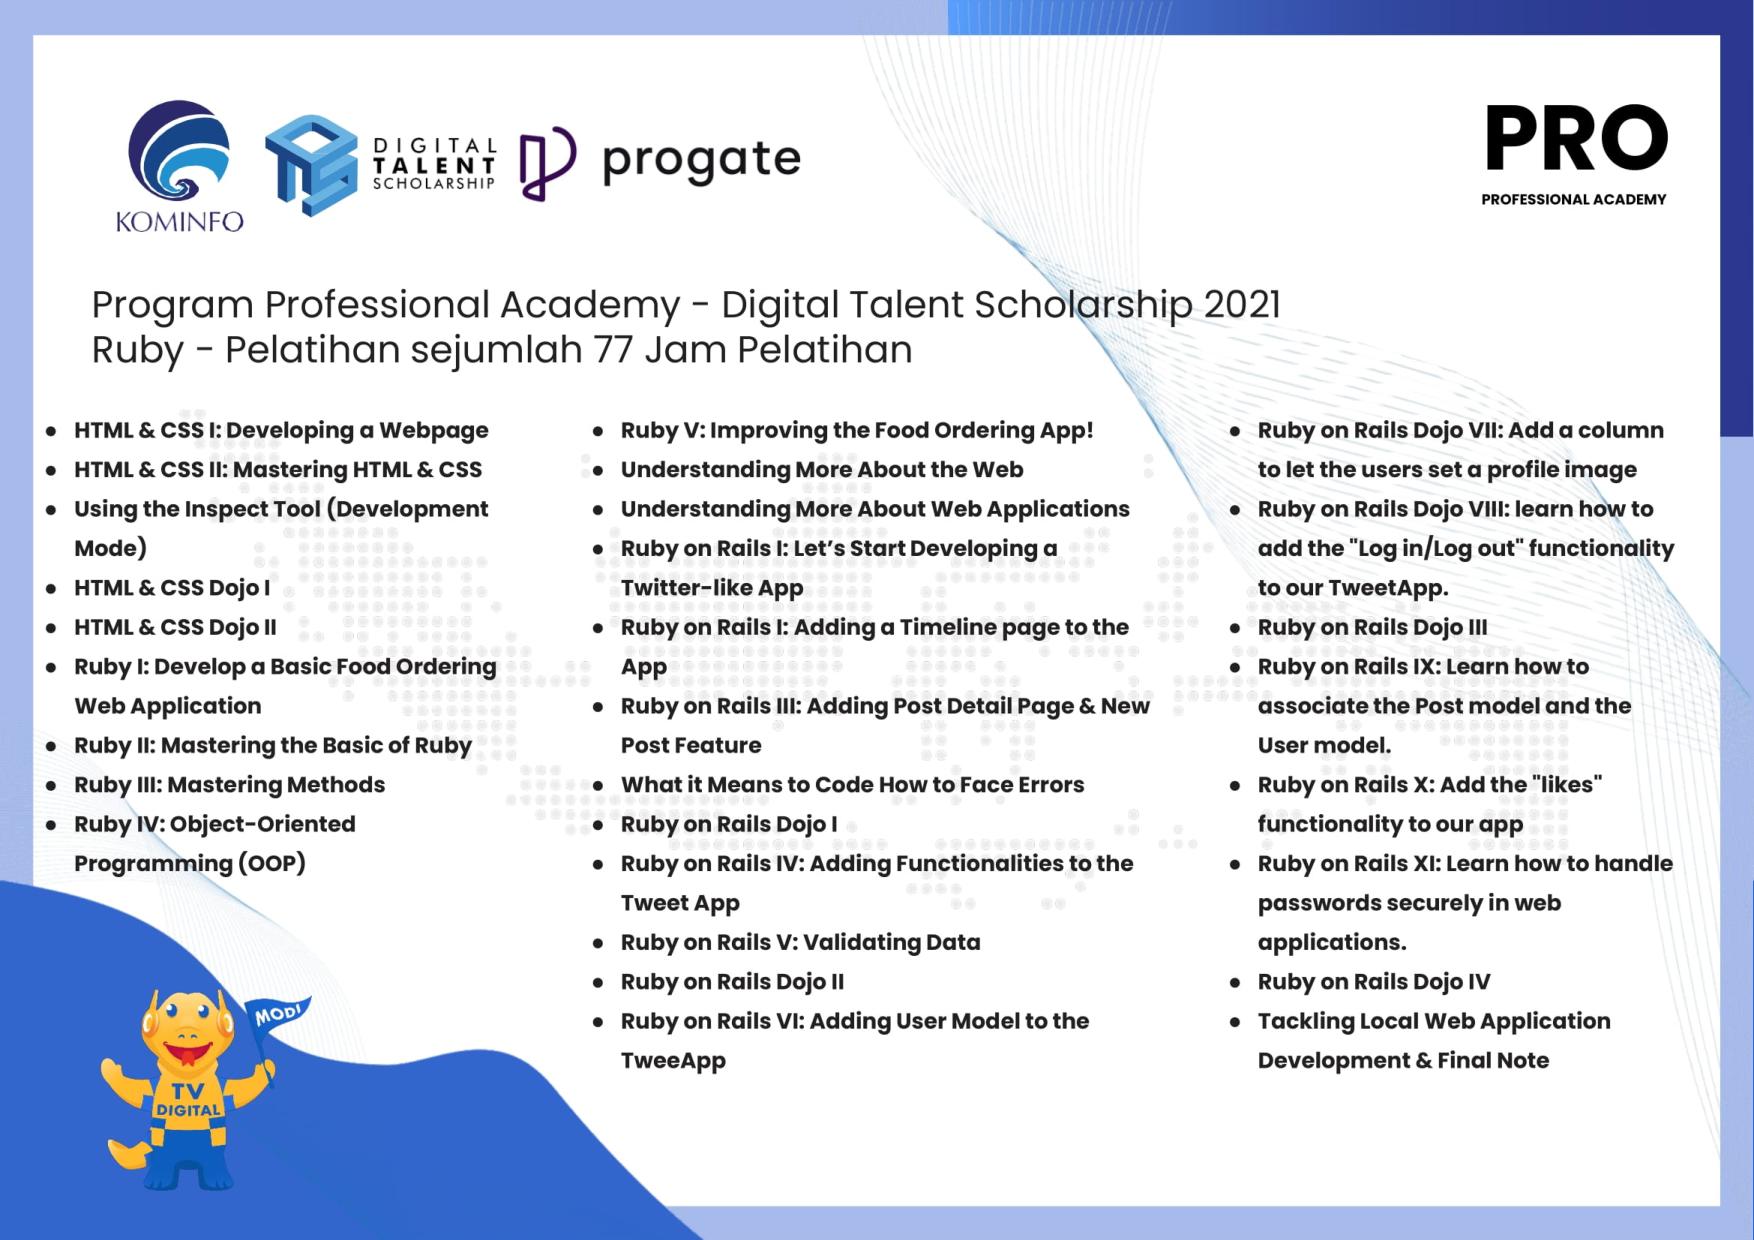 KOMINFO
DIGITAL
TALENT
SCHOLARSHIP
progate
PRO
PROFESSIONAL ACADEMY
Program Professional Academy - Digital Talent Scholarship 2021
Ruby - Pelatihan sejumlah 77 Jam Pelatihan
● HTML & CSS I: Developing a Webpage
● HTML & CSS II: Mastering HTML & CSS
● Using the Inspect Tool (Development
Mode)
● HTML & CSS Dojo I
● HTML & CSS Dojo II
● Ruby I: Develop a Basic Food Ordering
Web Application
● Ruby II: Mastering the Basic of Ruby
● Ruby III: Mastering Methods
● Ruby IV: Object-Oriented
Programming (OOP)
● Ruby V: Improving the Food Ordering App!
● Understanding More About the Web
● Understanding More About Web Applications
● Ruby on Rails I: Let’s Start Developing a
Twitter-like App
● Ruby on Rails I: Adding a Timeline page to the
App
● Ruby on Rails III: Adding Post Detail Page & New
Post Feature
● What it Means to Code How to Face Errors
● Ruby on Rails Dojo I
● Ruby on Rails IV: Adding Functionalities to the
Tweet App
● Ruby on Rails V: Validating Data
● Ruby on Rails Dojo II
● Ruby on Rails VI: Adding User Model to the
TweeApp
● Ruby on Rails Dojo VII: Add a column
to let the users set a profile image
● Ruby on Rails Dojo VIII: learn how to
add the "Log in/Log out" functionality
to our TweetApp.
● Ruby on Rails Dojo III
● Ruby on Rails IX: Learn how to
associate the Post model and the
User model.
● Ruby on Rails X: Add the "likes"
functionality to our app
● Ruby on Rails XI: Learn how to handle
passwords securely in web
applications.
● Ruby on Rails Dojo IV
● Tackling Local Web Application
Development & Final Note
MODI
TV
DIGITAL